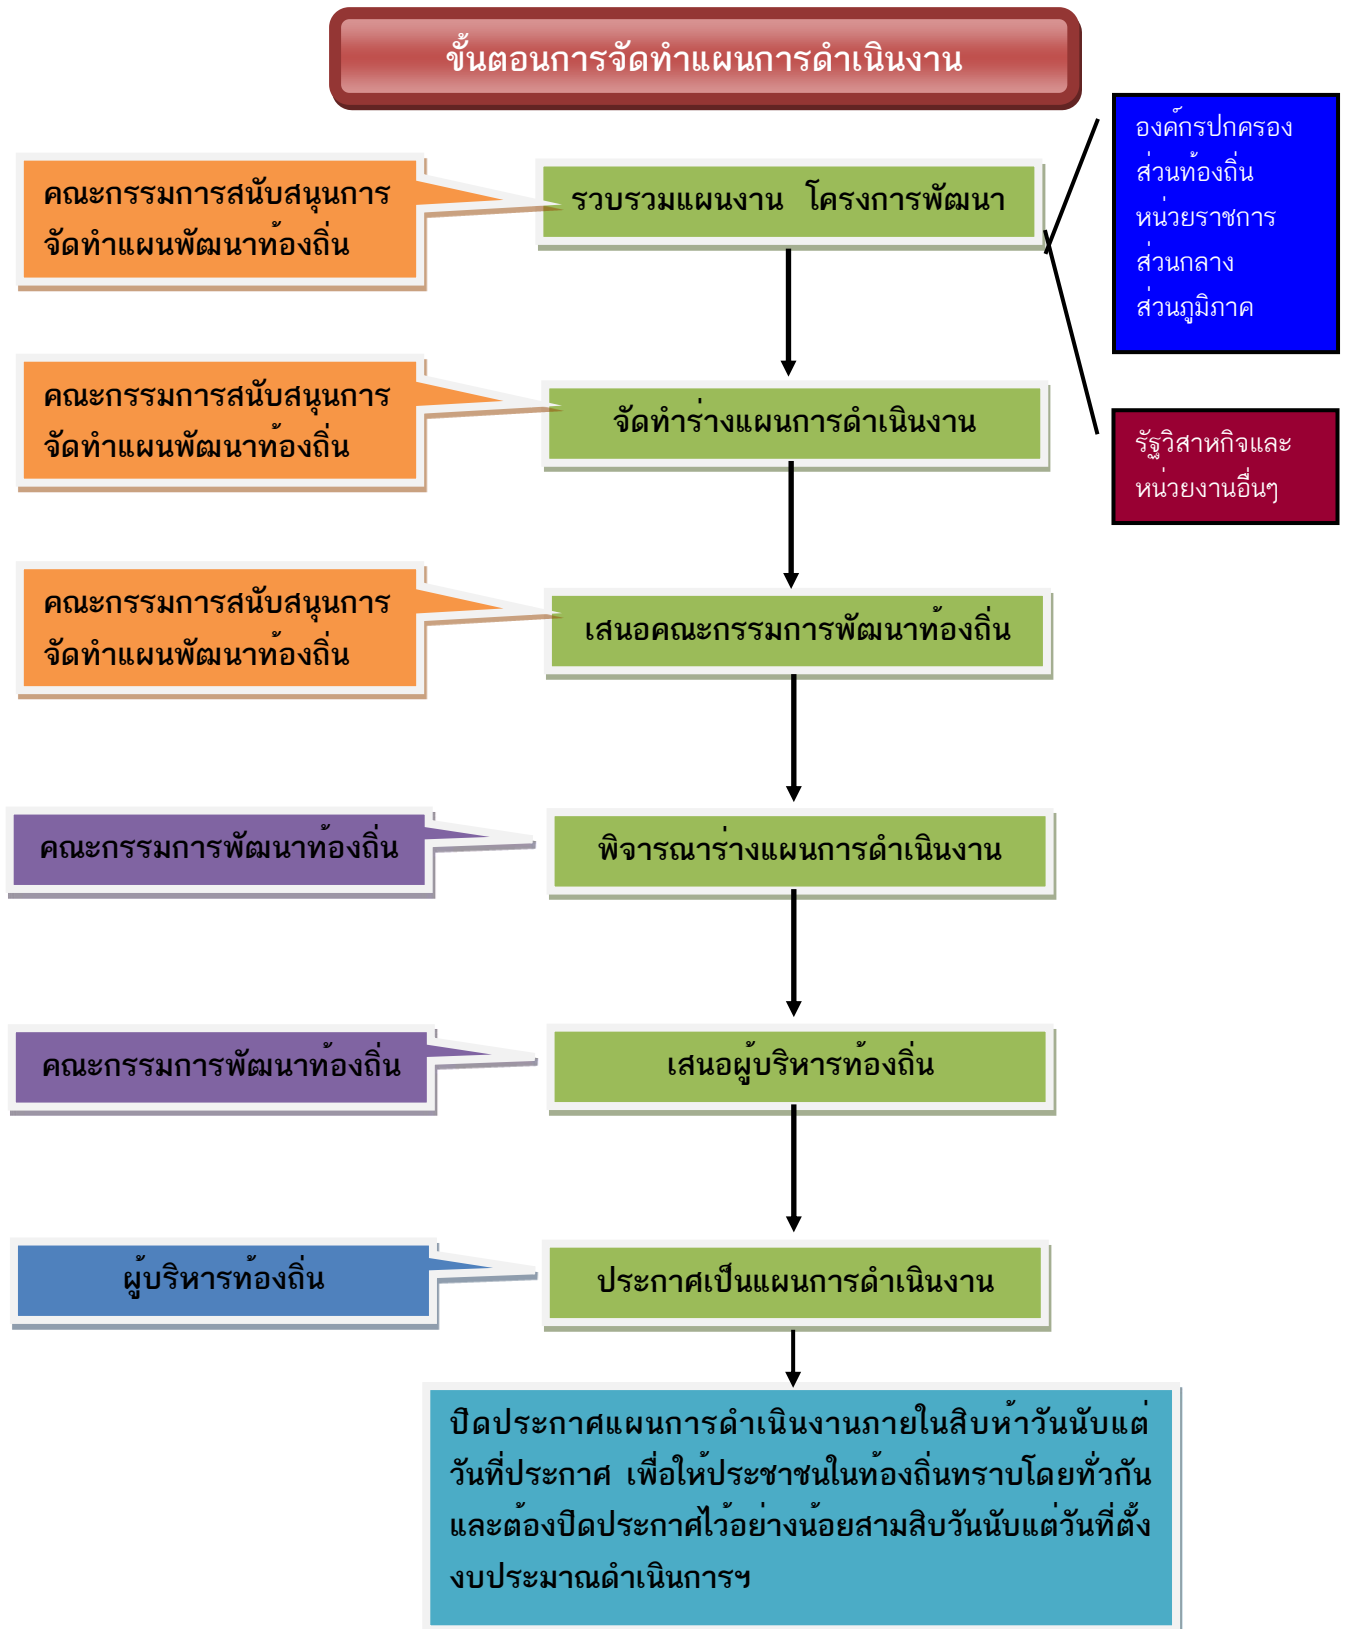 ขั้นตอนการจัดทำแผนการดำเนินงาน
องค์กรปกครอง
ส่วนท้องถิ่น
หน่วยราชการ
ส่วนกลาง
ส่วนภูมิภาค
คณะกรรมการสนับสนุนการ
จัดทำแผนพัฒนาท้องถิ่น
รวบรวมแผนงาน โครงการพัฒนา
คณะกรรมการสนับสนุนการ
จัดทำแผนพัฒนาท้องถิ่น
จัดทำร่างแผนการดำเนินงาน
รัฐวิสาหกิจและ
หน่วยงานอื่นๆ
คณะกรรมการสนับสนุนการ
จัดทำแผนพัฒนาท้องถิ่น
เสนอคณะกรรมการพัฒนาท้องถิ่น
คณะกรรมการพัฒนาท้องถิ่น
พิจารณาร่างแผนการดำเนินงาน
คณะกรรมการพัฒนาท้องถิ่น
เสนอผู้บริหารท้องถิ่น
ผู้บริหารท้องถิ่น
ประกาศเป็นแผนการดำเนินงาน
ปิดประกาศแผนการดำเนินงานภายในสิบห้าวันนับแต่
วันที่ประกาศ เพื่อให้ประชาชนในท้องถิ่นทราบโดยทั่วกัน
และต้องปิดประกาศไว้อย่างน้อยสามสิบวันนับแต่วันที่ตั้ง
งบประมาณดำเนินการฯ